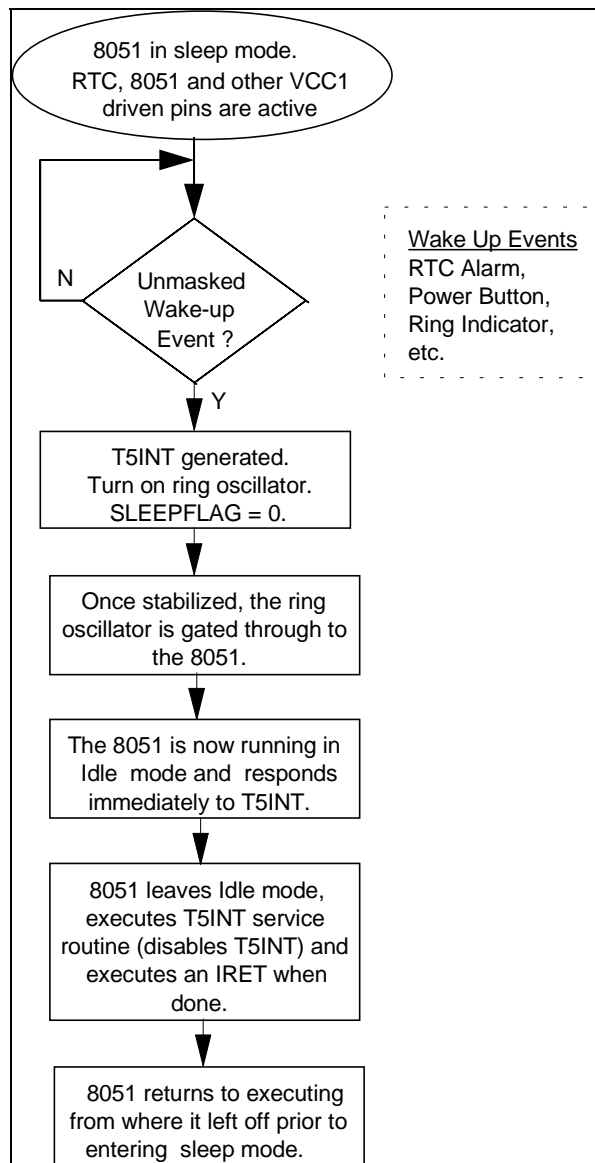 8051 in sleep mode.
RTC, 8051 and other VCC1
driven pins are active
N
Unmasked
Wake-up
Event ?
Y
Wake Up Events
RTC Alarm,
Power Button,
Ring Indicator,
etc.
T5INT generated.
Turn on ring oscillator.
SLEEPFLAG = 0.
Once stabilized, the ring
oscillator is gated through to
the 8051.
The 8051 is now running in
Idle mode and responds
immediately to T5INT.
8051 leaves Idle mode,
executes T5INT service
routine (disables T5INT) and
executes an IRET when
done.
8051 returns to executing
from where it left off prior to
entering sleep mode.